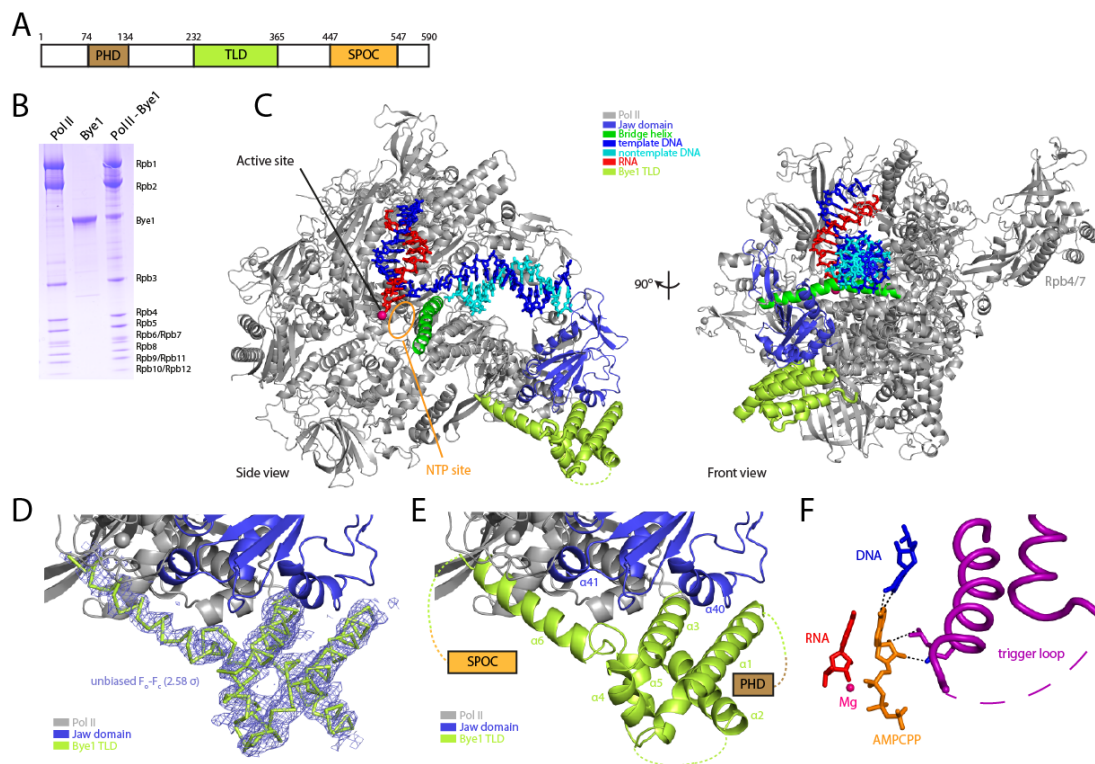 A
1 74 134 232 365 447 547 590
PHD TLD SPOC
B
Pol II Bye1 Pol II - Bye1
Rpb1
Rpb2
Bye1
Rpb3
Rpb4
Rpb5
Rpb6/Rpb7
Rpb8
Rpb9/Rpb11
Rpb10/Rpb12
C
Active site
NTP site
Side view
Pol II
Jaw domain
Bridge helix
template DNA
nontemplate DNA
RNA
Bye1 TLD
90°
Rpb4/7
Front view
D
unbiased Fo-Fc (2.58 σ)
Pol II
Jaw domain
Bye1 TLD
E
α41
α40
α3
α6
α1
α5
α4
α2
SPOC
PHD
Pol II
Jaw domain
Bye1 TLD
F
DNA
RNA
trigger loop
Mg
AMPCPP